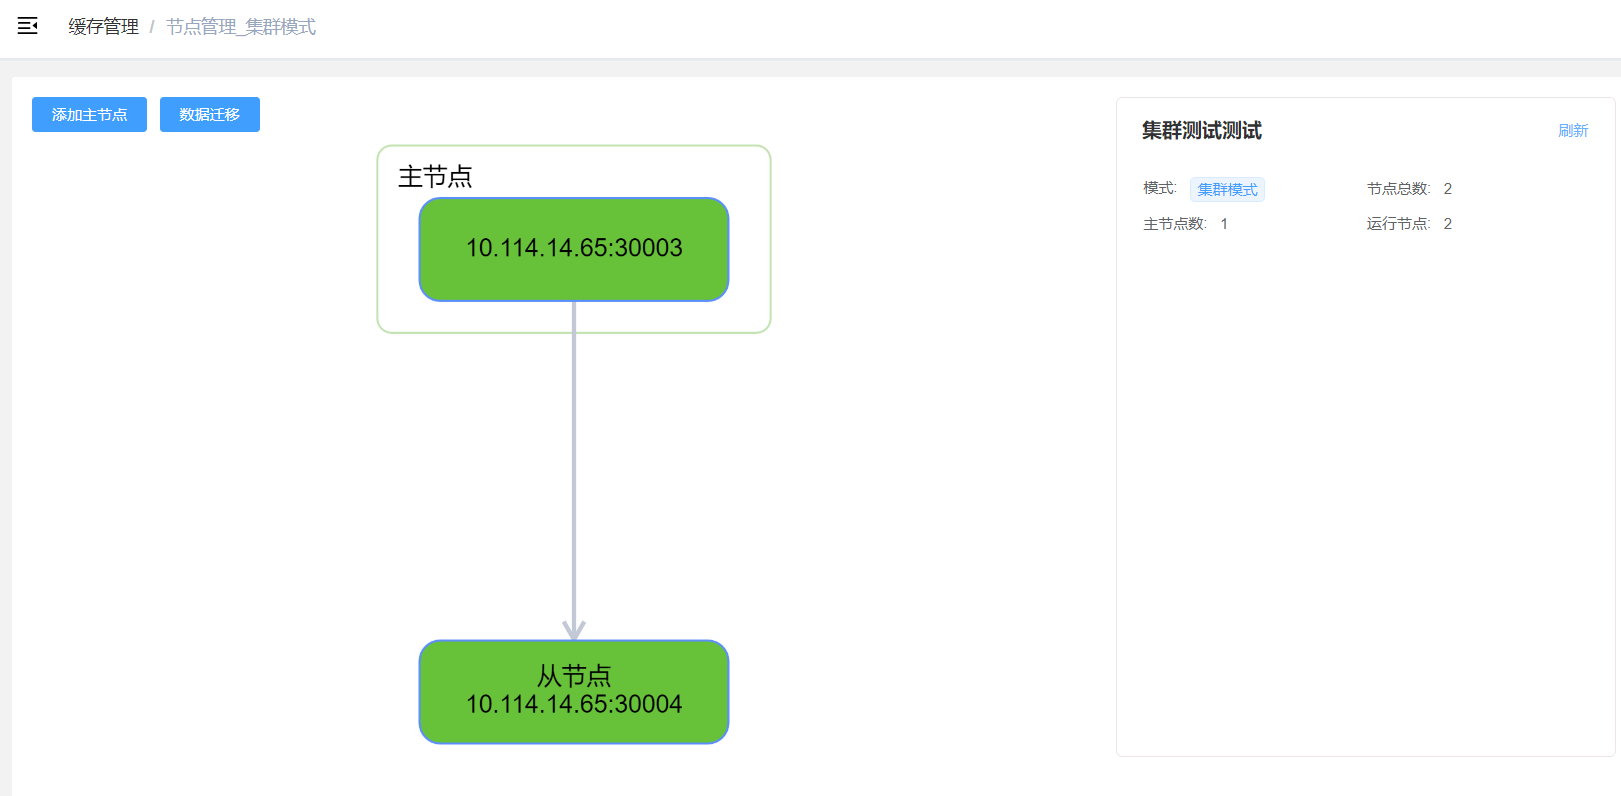 缓存管理 / 节点管理_集群模式
添加主节点 数据迁移
主节点
10.114.14.65:30003
从节点
10.114.14.65:30004
集群测试测试 刷新
模式: 集群模式 节点总数: 2
主节点数: 1 运行节点: 2